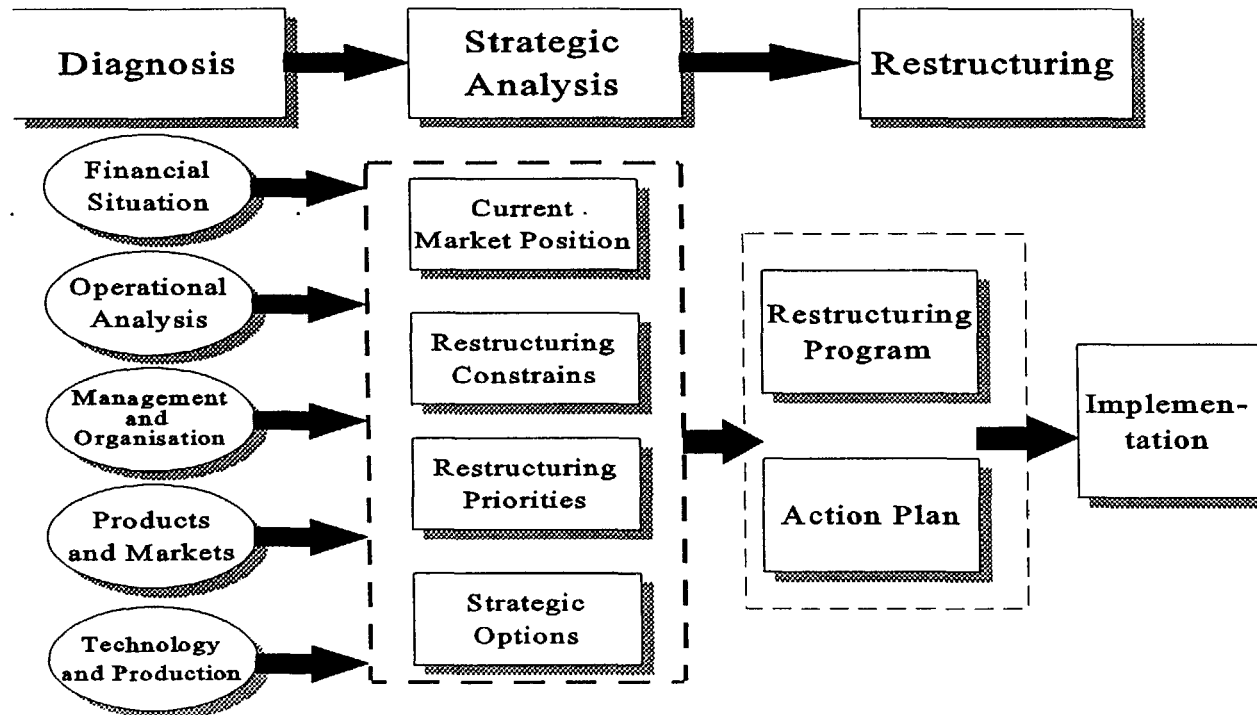 Diagnosis
Strategic
Analysis
Restructuring
Financial
Situation
Operational
Analysis
Management
and
Organisation
Products
and Markets
Technology
and Production
Current
Market Position
Restructuring
Constrains
Restructuring
Priorities
Strategic
Options
Restructuring
Program
Action Plan
Implemen-
tation